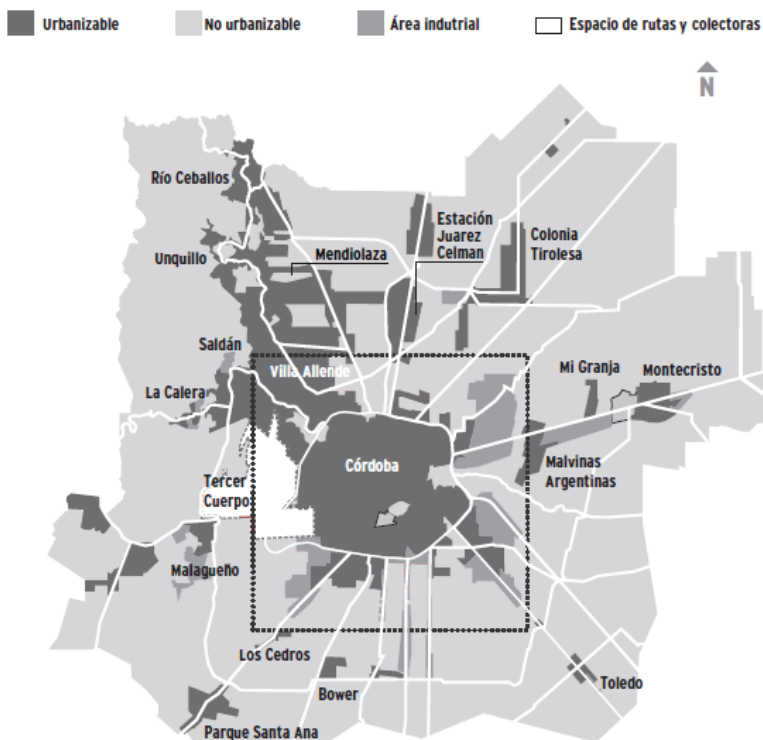 Urbanizable
No urbanizable
Área indutrial
Espacio de rutas y colectoras
N
Río Ceballos
Estación
Juarez
Celman
Colonia
Tirolesa
Unquillo
Mendiolaza
Saldán
Villa Allende
Mi Granja
Montecristo
La Calera
Córdoba
Malvinas
Argentinas
Tercer
Cuerpo
Malagueño
Los Cedros
Bower
Toledo
Parque Santa Ana